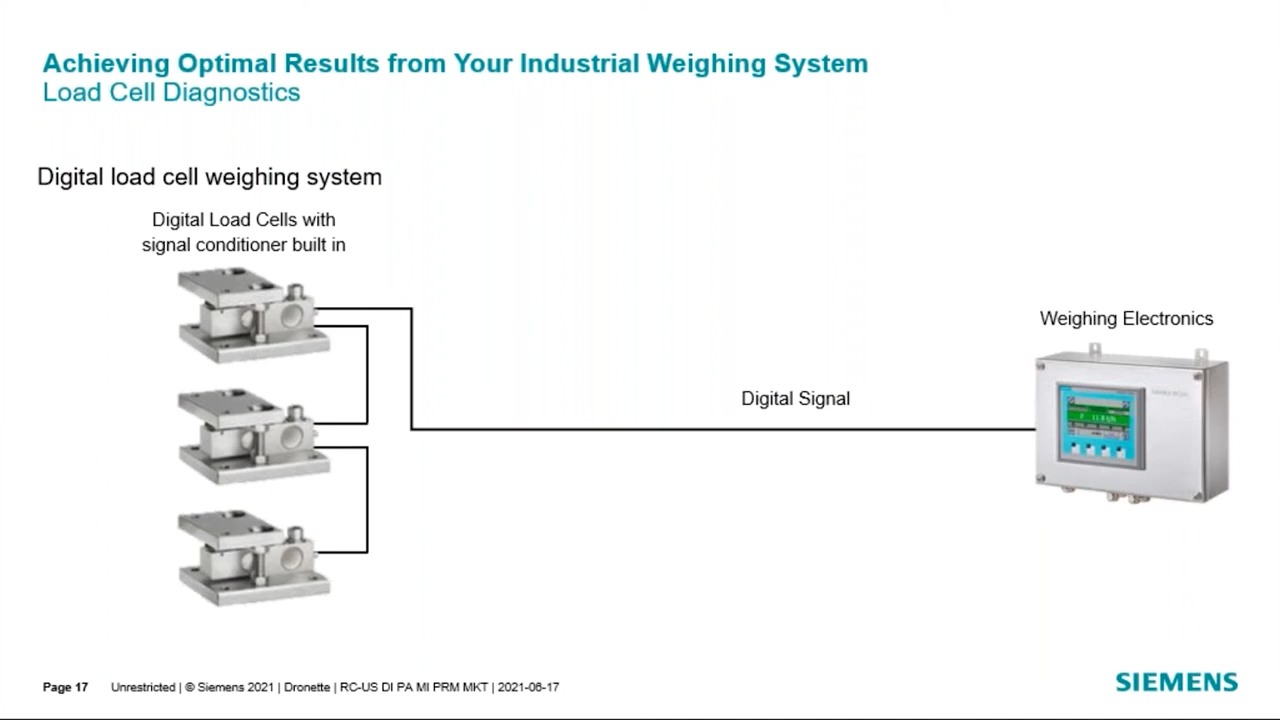 Achieving Optimal Results from Your Industrial Weighing System
Load Cell Diagnostics
Digital load cell weighing system
Digital Load Cells with
signal conditioner built in
Weighing Electronics
Digital Signal
Page 17 Unrestricted | © Siemens 2021 | Dronette | RC-US DI PA MI PRM MKT | 2021-06-17
SIEMENS